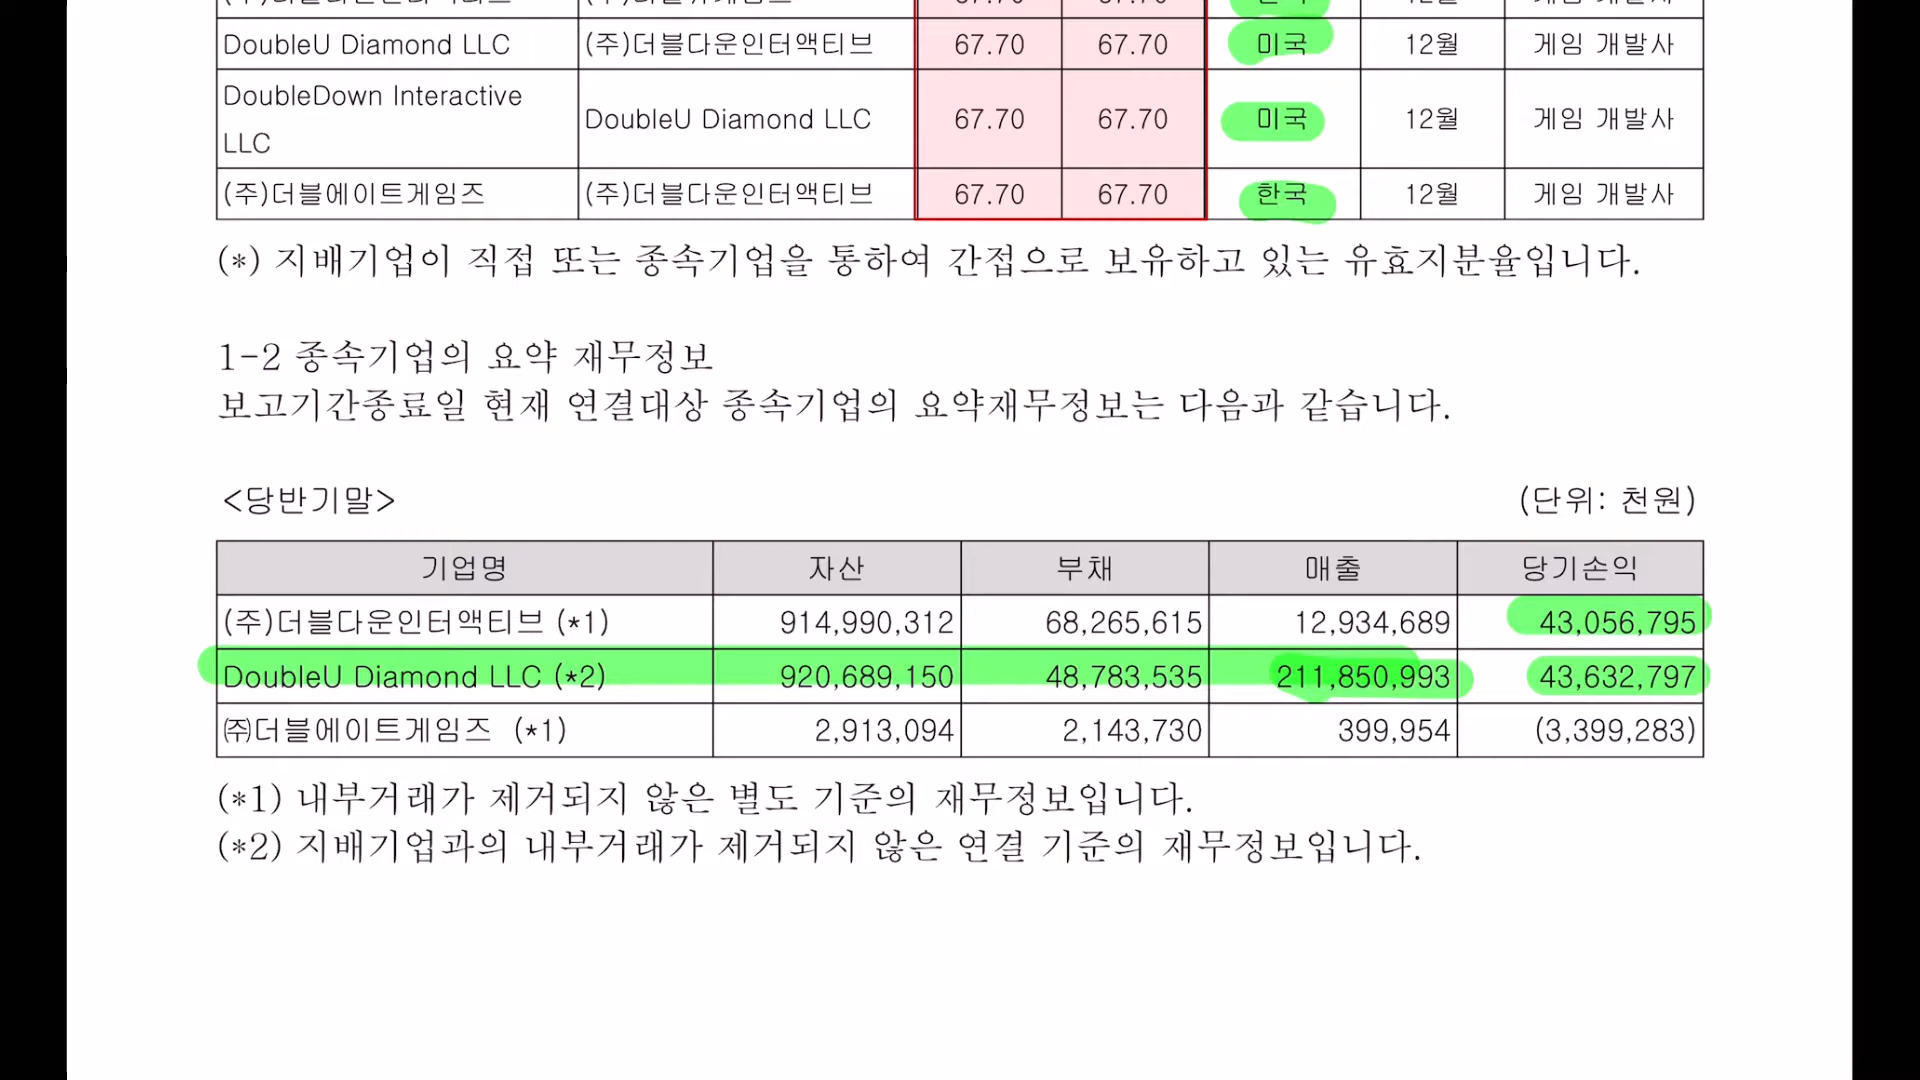 DoubleU Diamond LLC (주)더블다운인터액티브 67.70 67.70 미국 12월 게임 개발사
DoubleDown Interactive
LLC DoubleU Diamond LLC 67.70 67.70 미국 12월 게임 개발사
(주)더블에이트게임즈 (주)더블다운인터액티브 67.70 67.70 한국 12월 게임 개발사
(*) 지배기업이 직접 또는 종속기업을 통하여 간접으로 보유하고 있는 유효지분율입니다.
1-2 종속기업의 요약 재무정보
보고기간종료일 현재 연결대상 종속기업의 요약재무정보는 다음과 같습니다.
<당반기말> (단위: 천원)
기업명 자산 부채 매출 당기손익
(주)더블다운인터액티브 (*1) 914,990,312 68,265,615 12,934,689 43,056,795
DoubleU Diamond LLC (*2) 920,689,150 48,783,535 211,850,993 43,632,797
㈜더블에이트게임즈 (*1) 2,913,094 2,143,730 399,954 (3,399,283)
(*1) 내부거래가 제거되지 않은 별도 기준의 재무정보입니다.
(*2) 지배기업과의 내부거래가 제거되지 않은 연결 기준의 재무정보입니다.